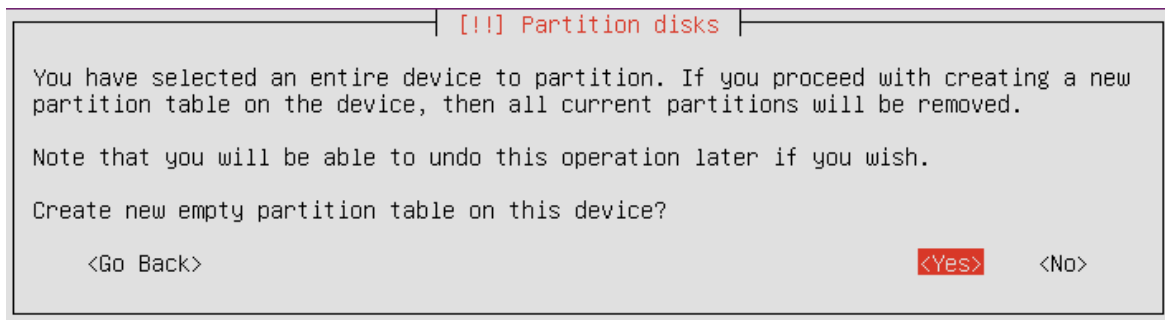 [!!] Partition disks
You have selected an entire device to partition. If you proceed with creating a new
partition table on the device, then all current partitions will be removed.
Note that you will be able to undo this operation later if you wish.
Create new empty partition table on this device?
<Go Back> <Yes> <No>